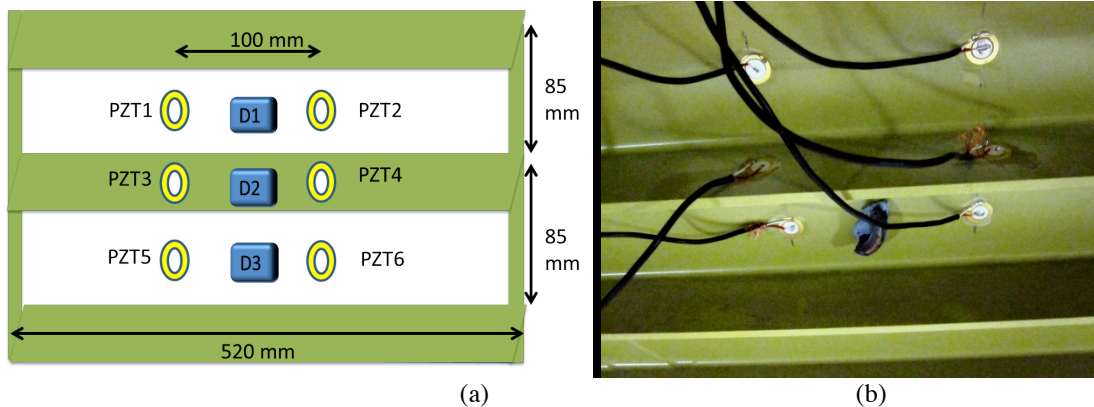 100 mm
PZT1
D1
PZT2
85
mm
PZT3
D2
PZT4
PZT5
D3
PZT6
85
mm
520 mm
(a)
(b)